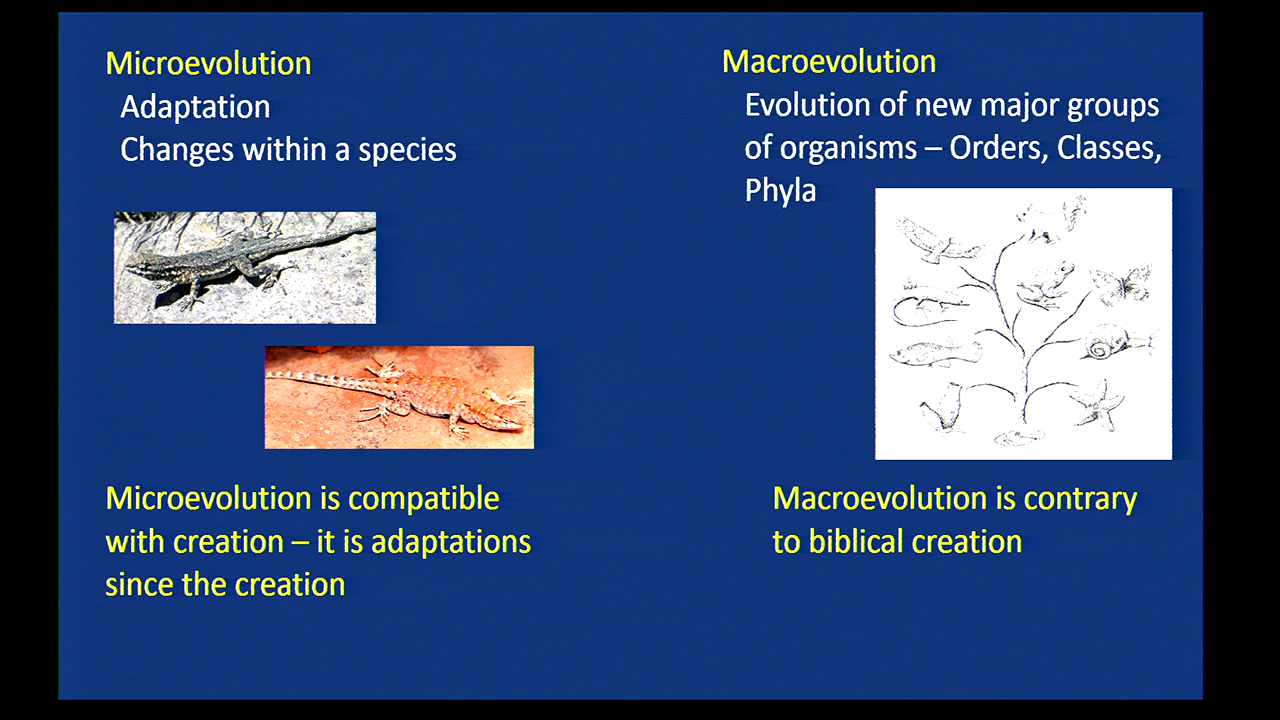 Microevolution
Adaptation
Changes within a species
Microevolution is compatible
with creation – it is adaptations
since the creation
Macroevolution
Evolution of new major groups
of organisms – Orders, Classes,
Phyla
Macroevolution is contrary
to biblical creation